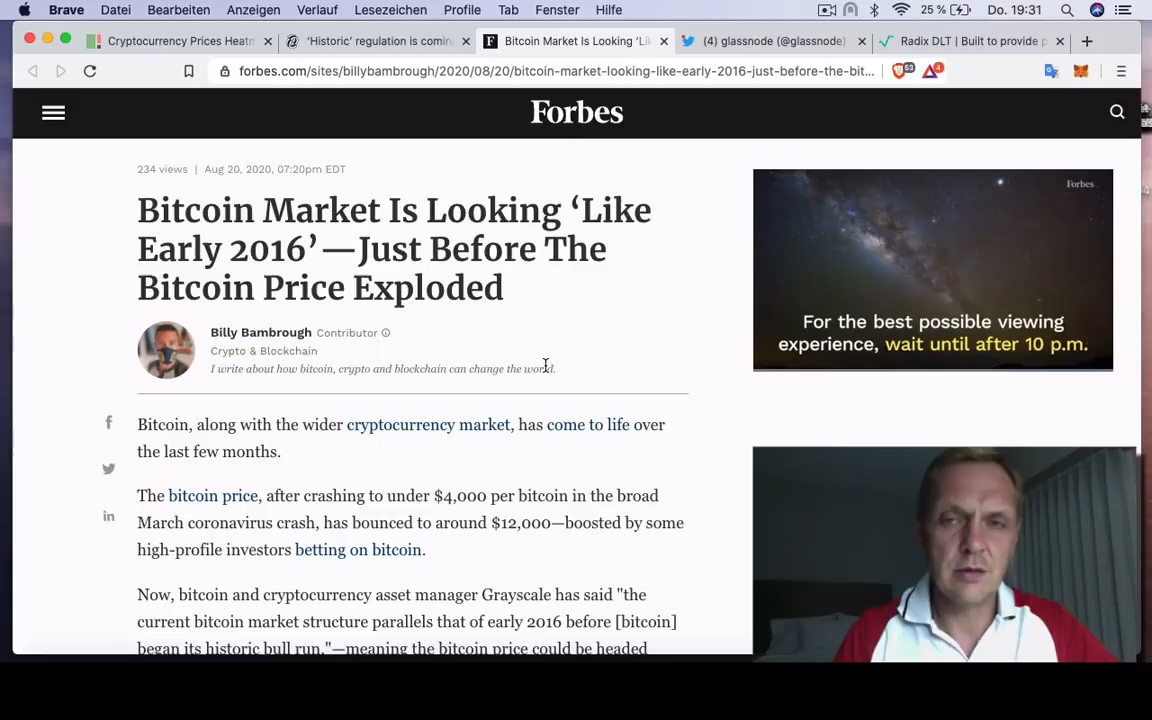 Brave Datei Bearbeiten Anzeigen Verlauf Lesezeichen Profile Tab Fenster Hilfe 25 % Do. 19:31
Cryptocurrency Prices Heatm
'Historic' regulation is comin
Bitcoin Market Is Looking 'Li
(4) glassnode (@glassnode)
Radix DLT | Built to provide p
forbes.com/sites/billybambrough/2020/08/20/bitcoin-market-looking-like-early-2016-just-before-the-bit...
53
4
Forbes
234 views | Aug 20, 2020, 07:20pm EDT
Bitcoin Market Is Looking ‘Like
Early 2016’—Just Before The
Bitcoin Price Exploded
Billy Bambrough Contributor
Crypto & Blockchain
I write about how bitcoin, crypto and blockchain can change the world.
Forbes
For the best possible viewing
experience, wait until after 10 p.m.
Bitcoin, along with the wider cryptocurrency market, has come to life over
the last few months.
The bitcoin price, after crashing to under $4,000 per bitcoin in the broad
March coronavirus crash, has bounced to around $12,000—boosted by some
high-profile investors betting on bitcoin.
Now, bitcoin and cryptocurrency asset manager Grayscale has said "the
current bitcoin market structure parallels that of early 2016 before [bitcoin]
began its historic bull run,"—meaning the bitcoin price could be headed